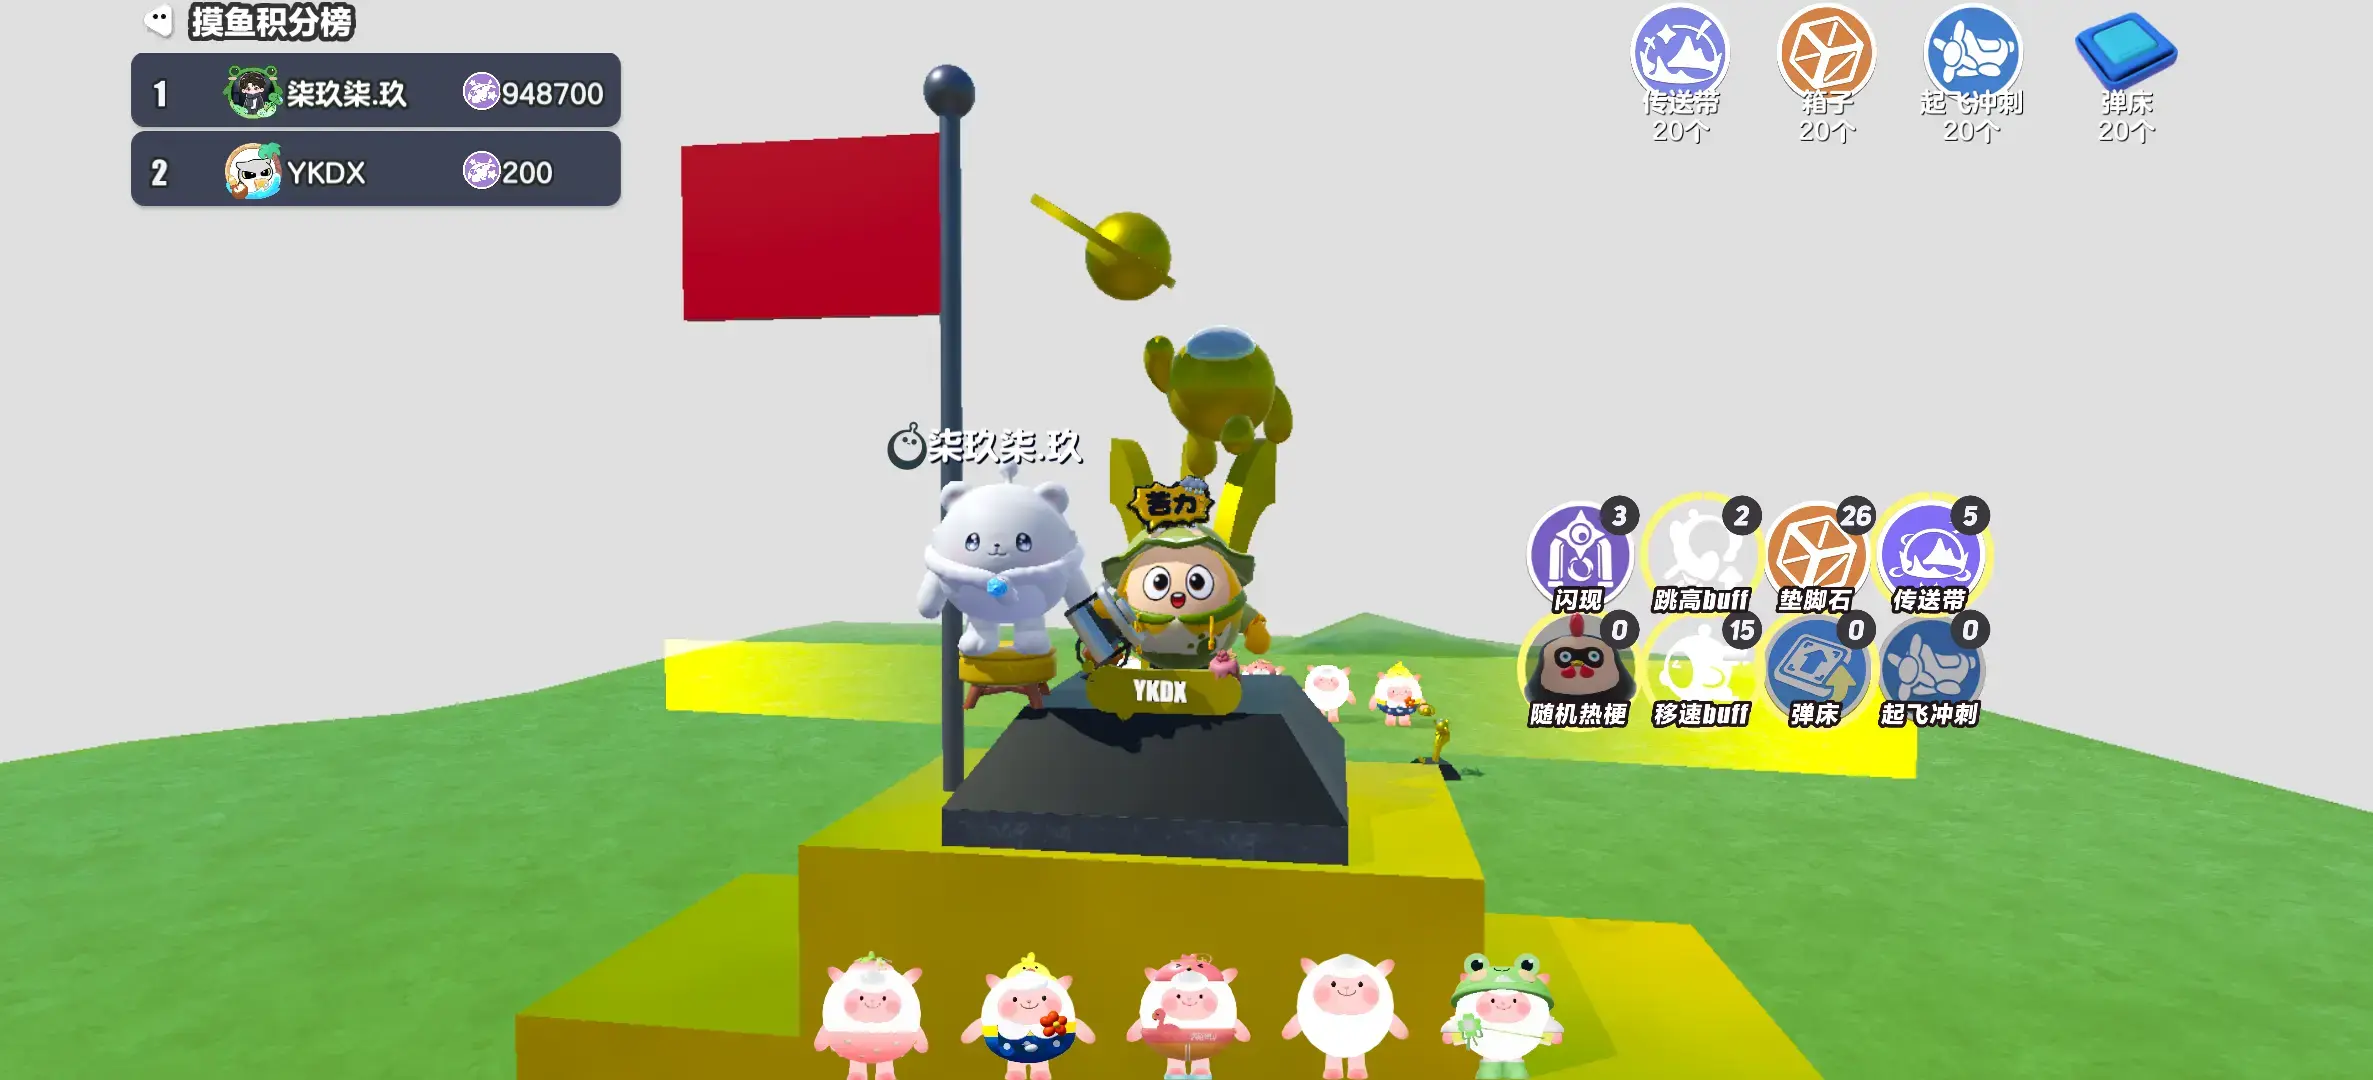 摸鱼积分榜
1 柒玖柒.玖 948700
2 YKDX 200
传送带
20个
箱子
20个
起飞冲刺
20个
弹床
20个
柒玖柒.玖
苦力
YKDX
3
闪现
2
跳高buff
26
垫脚石
5
传送带
0
随机热梗
15
移速buff
0
弹床
0
起飞冲刺